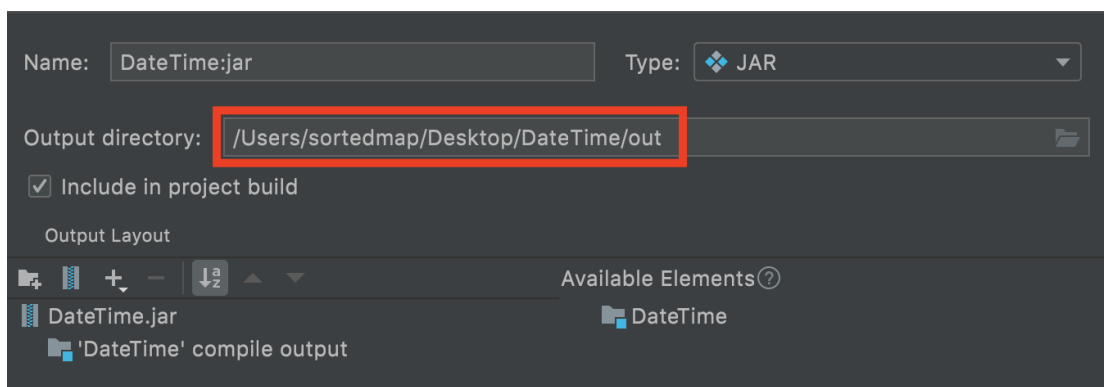 Name: DateTime:jar Type: JAR
Output directory: /Users/sortedmap/Desktop/DateTime/out
Include in project build
Output Layout
Available Elements
DateTime.jar DateTime
'DateTime' compile output